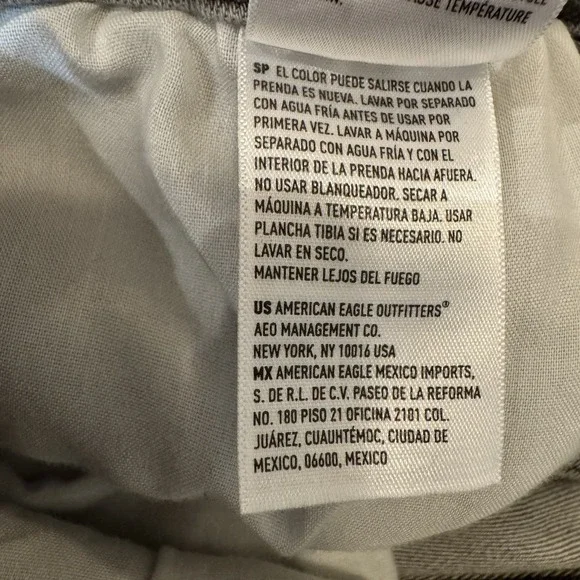 TEMPÉRATURE
SP EL COLOR PUEDE SALIRSE CUANDO LA
PRENDA ES NUEVA. LAVAR POR SEPARADO
CON AGUA FRÍA ANTES DE USAR POR
PRIMERA VEZ. LAVAR A MÁQUINA POR
SEPARADO CON AGUA FRÍA Y CON EL
INTERIOR DE LA PRENDA HACIA AFUERA.
NO USAR BLANQUEADOR. SECAR A
MÁQUINA A TEMPERATURA BAJA. USAR
PLANCHA TIBIA SI ES NECESARIO. NO
LAVAR EN SECO.
MANTENER LEJOS DEL FUEGO
US AMERICAN EAGLE OUTFITTERS®
AEO MANAGEMENT CO.
NEW YORK, NY 10016 USA
MX AMERICAN EAGLE MEXICO IMPORTS,
S. DE R.L. DE C.V. PASEO DE LA REFORMA
NO. 180 PISO 21 OFICINA 2101 COL.
JUÁREZ, CUAUHTÉMOC, CIUDAD DE
MEXICO, 06600, MEXICO